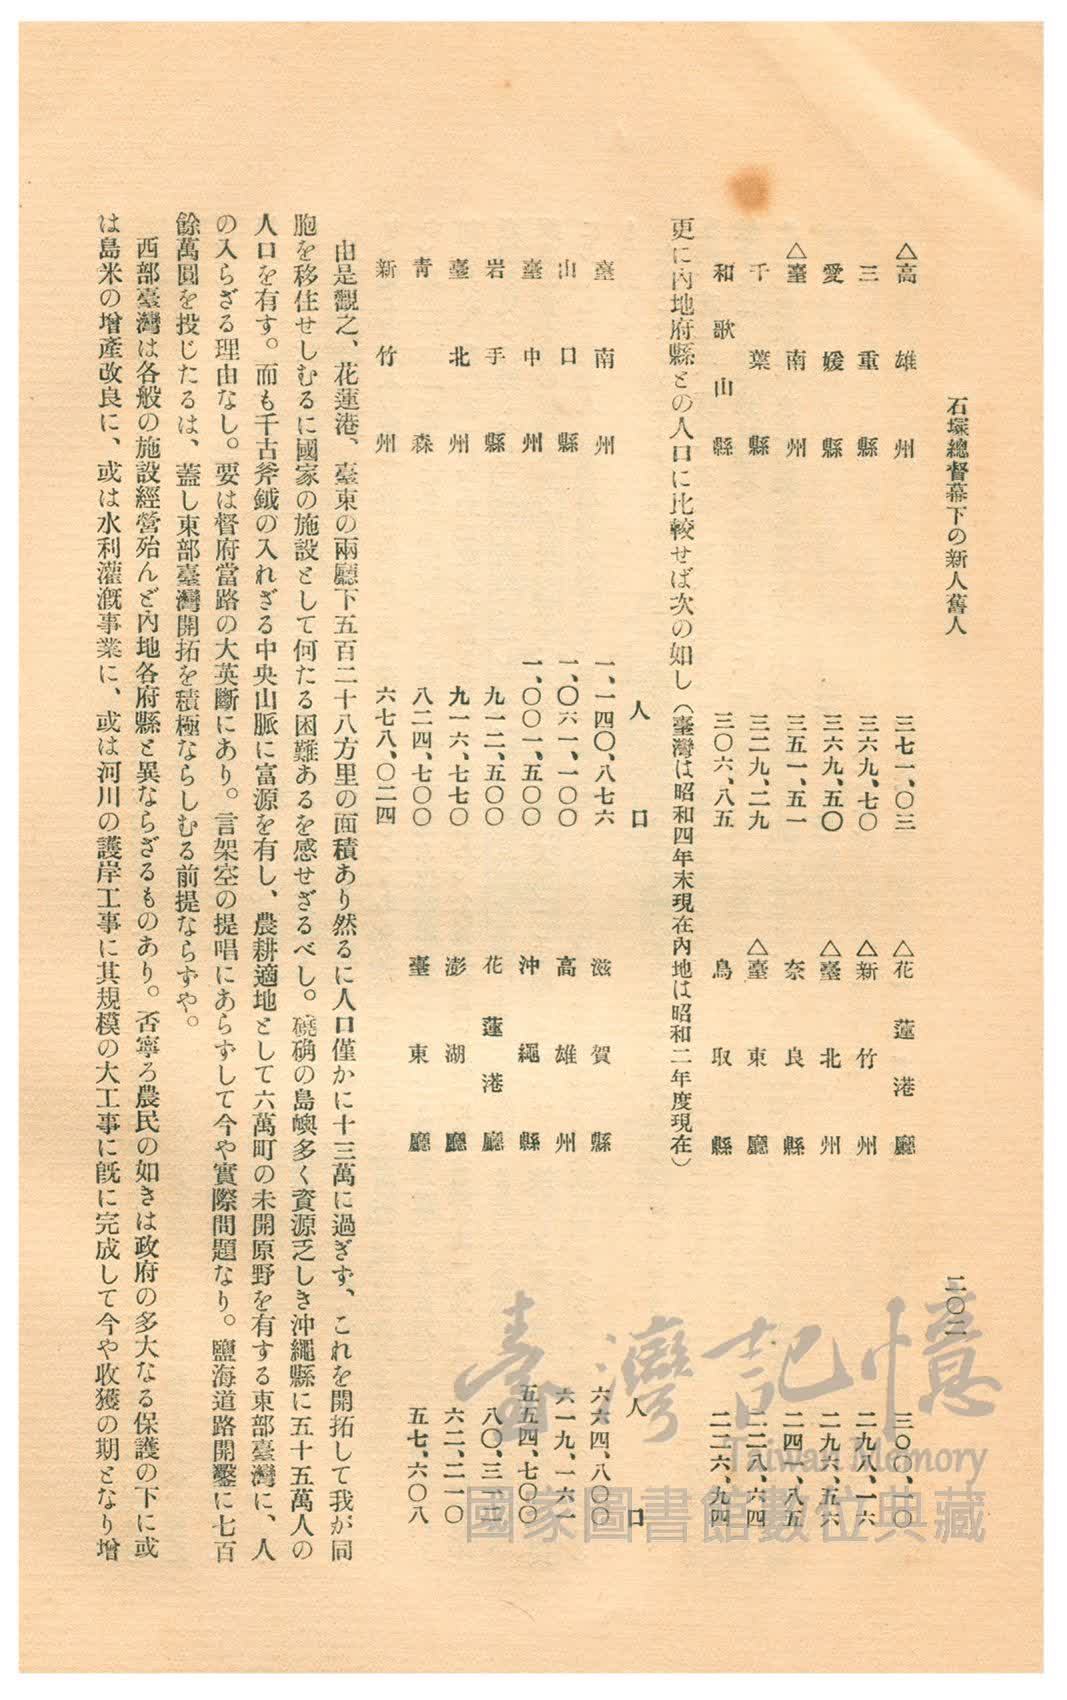 石塚總督幕下の新人舊人
二〇二
△高雄州 三七一、〇三
三重縣 三六九、七〇
愛媛縣 三六九、五〇
△臺南州 三五一、五一
千葉縣 三二九、二九
和歌山縣 三〇六、八五
△花蓮港廳 三〇〇、一〇
△新竹州 二九八、一六
△臺北州 二九六、五六
奈良縣 二四一、八五
△臺東廳 二二八、六四
鳥取縣 二二六、九四
更に內地府縣との人口に比較せば次の如し(臺灣は昭和四年末現在內地は昭和二年度現在)
人口
臺南州 一、一四〇、八七六
山口縣 一、〇六一、一〇〇
臺中州 一、〇〇一、五〇〇
岩手縣 九一二、五〇〇
臺北州 九一六、七七〇
靑森 八二四、七〇〇
新竹州 六七八、〇二四
人口
滋賀縣 六六四、八〇〇
高雄州 六一九、一六一
沖繩縣 五五四、七〇〇
花蓮港廳
澎湖廳 六二、二一〇
臺東廳 五七、六〇八
由是觀之、花蓮港、臺東の兩廳下五百二十八方里の面積あり然るに人口僅かに十三萬に過ぎず、これを開拓して我が同
胞を移住せしむるに國家の施設として何たる困難あるを感せざるべし。磽确の島嶼多く資源乏しき沖繩縣に五十五萬人の
人口を有す。而も千古斧鉞の入れざる中央山脈に富源を有し、農耕適地として六萬町の未開原野を有する東部臺灣に、人
の入らざる理由なし。要は督府當路の大英斷にあり。言架空の提唱にあらずして今や實際問題なり。鹽海道路開鑿に七百
餘萬圓を投じたるは、蓋し東部臺灣開拓を積極ならしむる前提ならずや。
西部臺灣は各般の施設經營殆んど內地各府縣と異ならざるものあり。否寧ろ農民の如きは政府の多大なる保護の下に或
は島米の增產改良に、或は水利灌漑事業に、或は河川の護岸工事に其規模の大工事に旣に完成して今や收獲の期となり增
臺灣記憶
Taiwan Memory
國家圖書館數位典藏